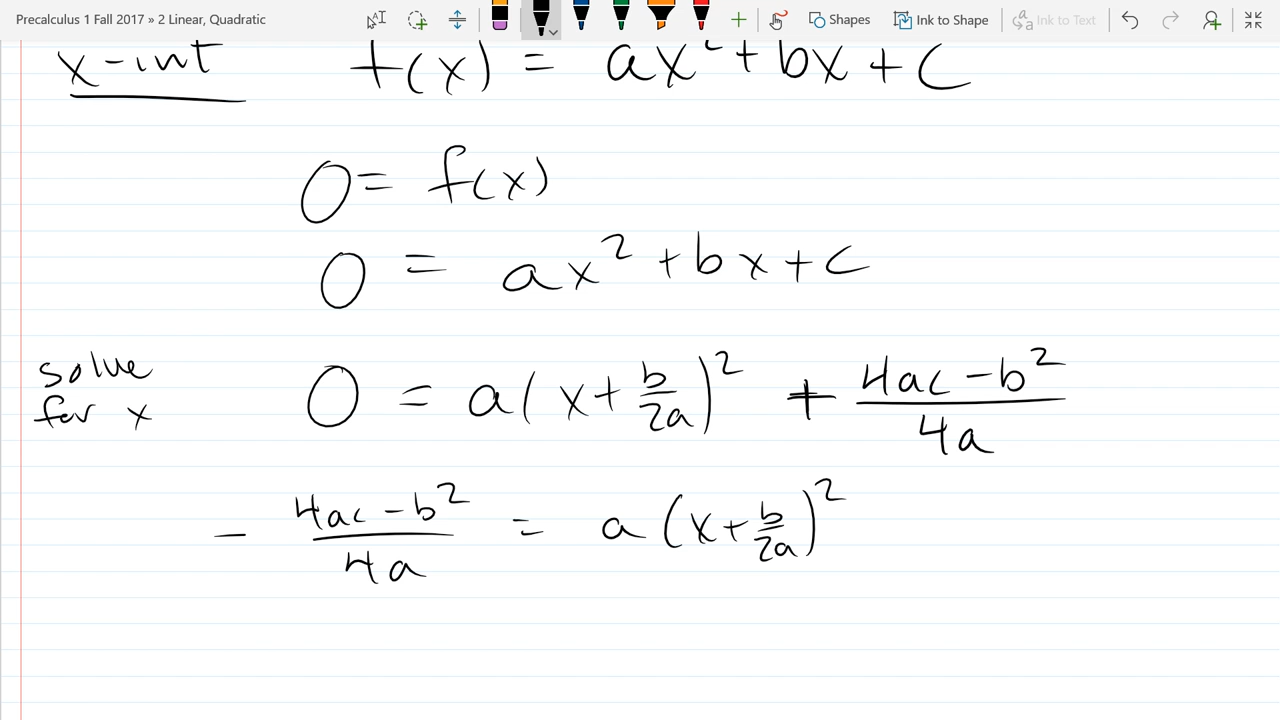 Precalculus 1 Fall 2017 » 2 Linear, Quadratic
Shapes
Ink to Shape
Ink to Text
x-int f(x) = ax² + bx + c
0 = f(x)
0 = ax² + bx + c
solve for x
0 = a(x + b/2a)² + (4ac - b²)/4a
- (4ac - b²)/4a = a(x + b/2a)²